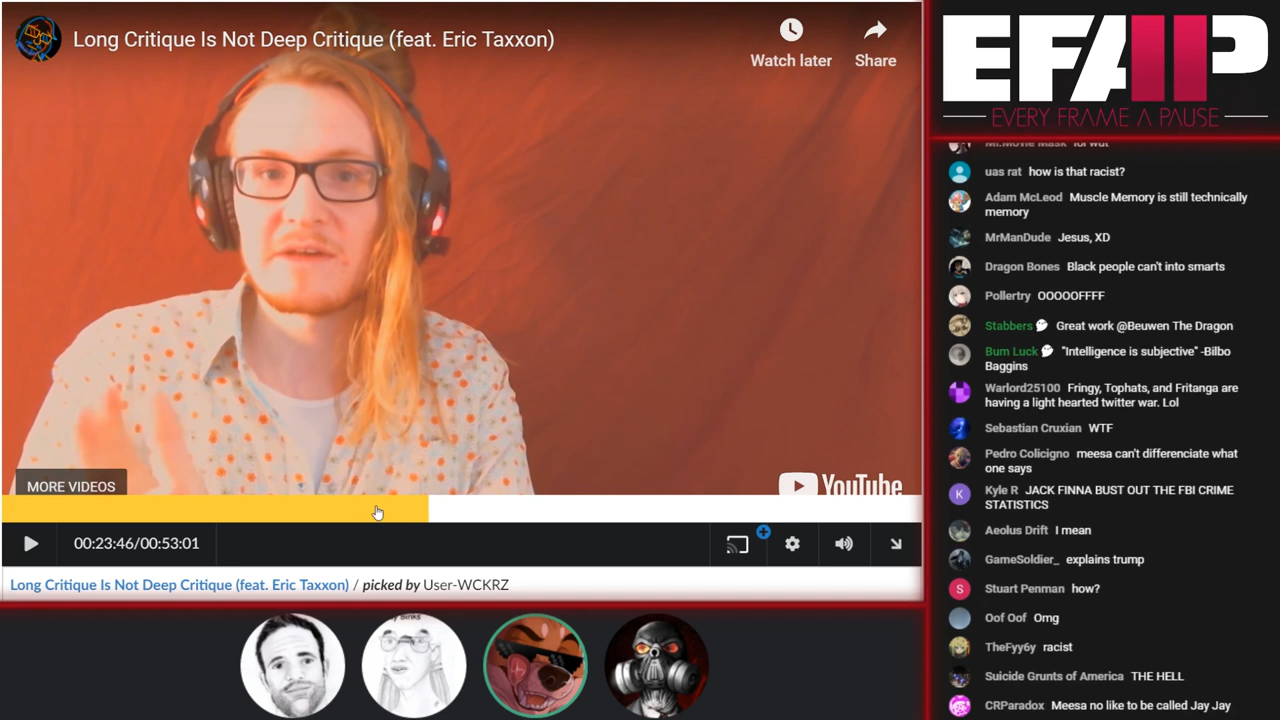 Long Critique Is Not Deep Critique (feat. Eric Taxxon)
Watch later
Share
MORE VIDEOS
YouTube
00:23:46/00:53:01
Long Critique Is Not Deep Critique (feat. Eric Taxxon) / picked by User-WCKRZ
EFAP
EVERY FRAME A PAUSE
Mr.Movie Mask lol wut
uas rat how is that racist?
Adam McLeod Muscle Memory is still technically
memory
MrManDude Jesus, XD
Dragon Bones Black people can't into smarts
Pollertry OOOOOFFFF
Stabbers Great work @Beuwen The Dragon
Bum Luck "Intelligence is subjective" -Bilbo
Baggins
Warlord25100 Fringy, Tophats, and Fritanga are
having a light hearted twitter war. Lol
Sebastian Cruxian WTF
Pedro Colicigno meesa can't differenciate what
one says
K
Kyle R JACK FINNA BUST OUT THE FBI CRIME
STATISTICS
Aeolus Drift I mean
GameSoldier_ explains trump
S
Stuart Penman how?
Oof Oof Omg
TheFyy6y racist
Suicide Grunts of America THE HELL
CRParadox Meesa no like to be called Jay Jay